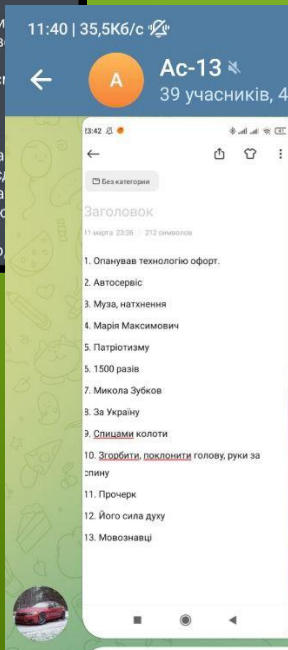 11:40 | 35,5Кб/с
А
Ас-13
39 учасників, 4
13:42
Без категории
Заголовок
11 марта 23:36 | 212 символов
1. Опанував технологію офорт.
2. Автосервіс
3. Муза, натхнення
4. Марія Максимович
5. Патріотизму
6. 1500 разів
7. Микола Зубков
8. За Україну
9. Спицами колоти
10. Згорбити, поклонити голову, руки за
спину
11. Прочерк
12. Його сила духу
13. Мовознавці